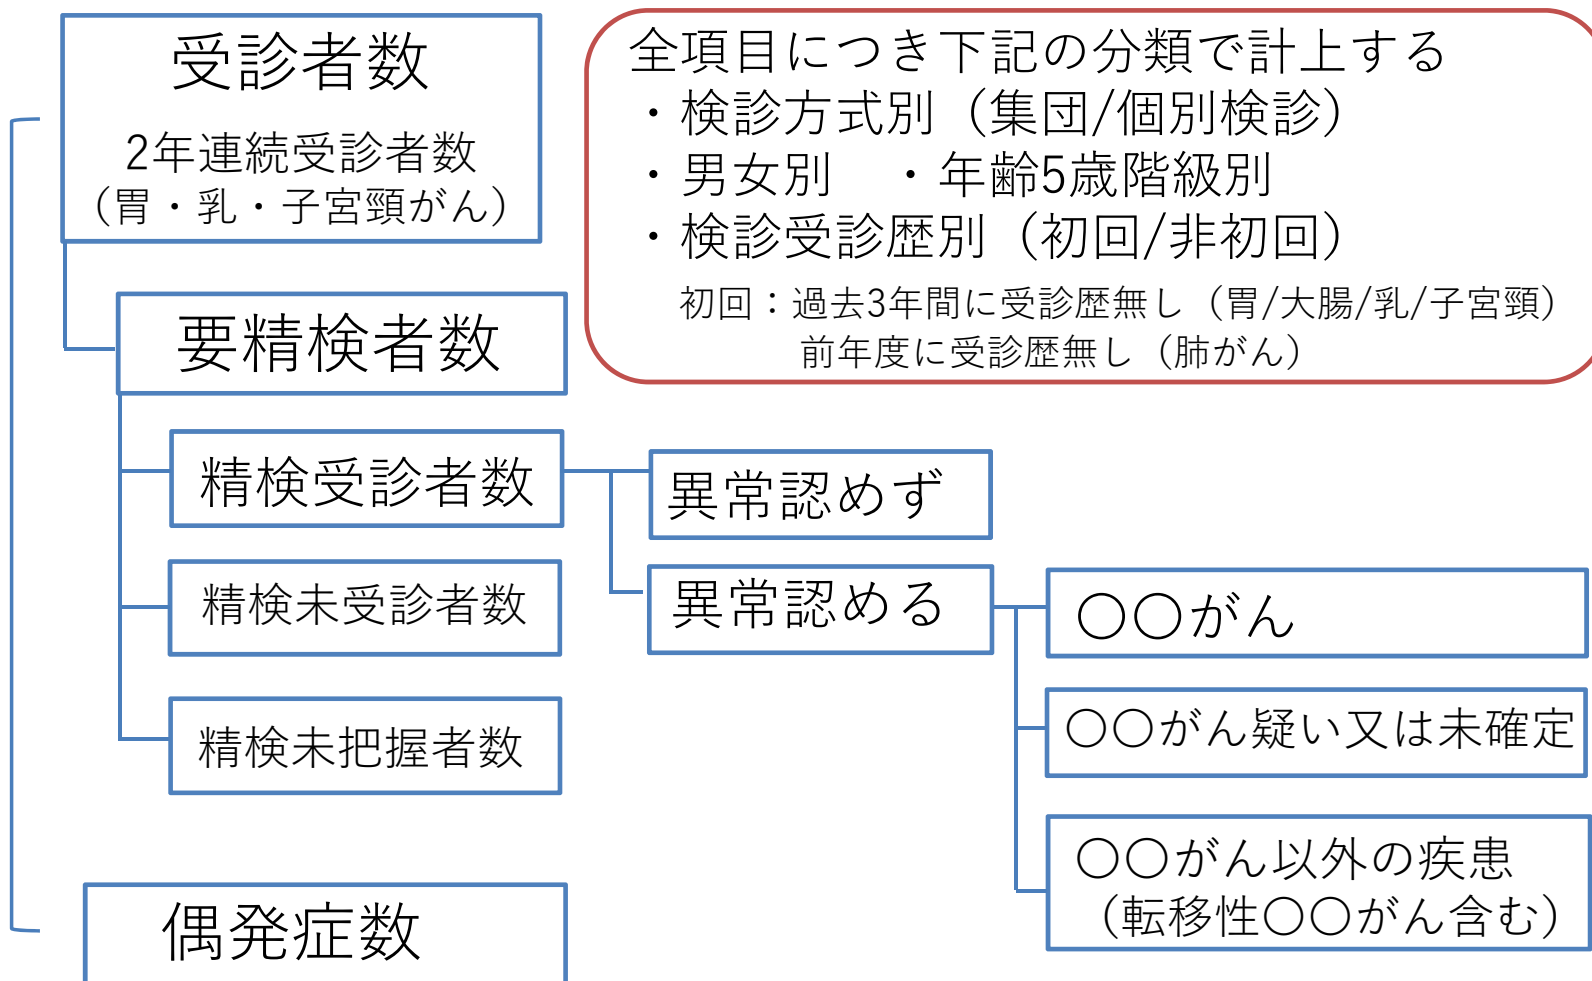 受診者数
2年連続受診者数
（胃・乳・子宮頸がん）
全項目につき下記の分類で計上する
・検診方式別（集団/個別検診）
・男女別　・年齢5歳階級別
・検診受診歴別（初回/非初回）
初回：過去3年間に受診歴無し（胃/大腸/乳/子宮頸）
前年度に受診歴無し（肺がん）
要精検者数
精検受診者数
異常認めず
精検未受診者数
異常認める
〇〇がん
精検未把握者数
〇〇がん疑い又は未確定
〇〇がん以外の疾患
（転移性〇〇がん含む）
偶発症数